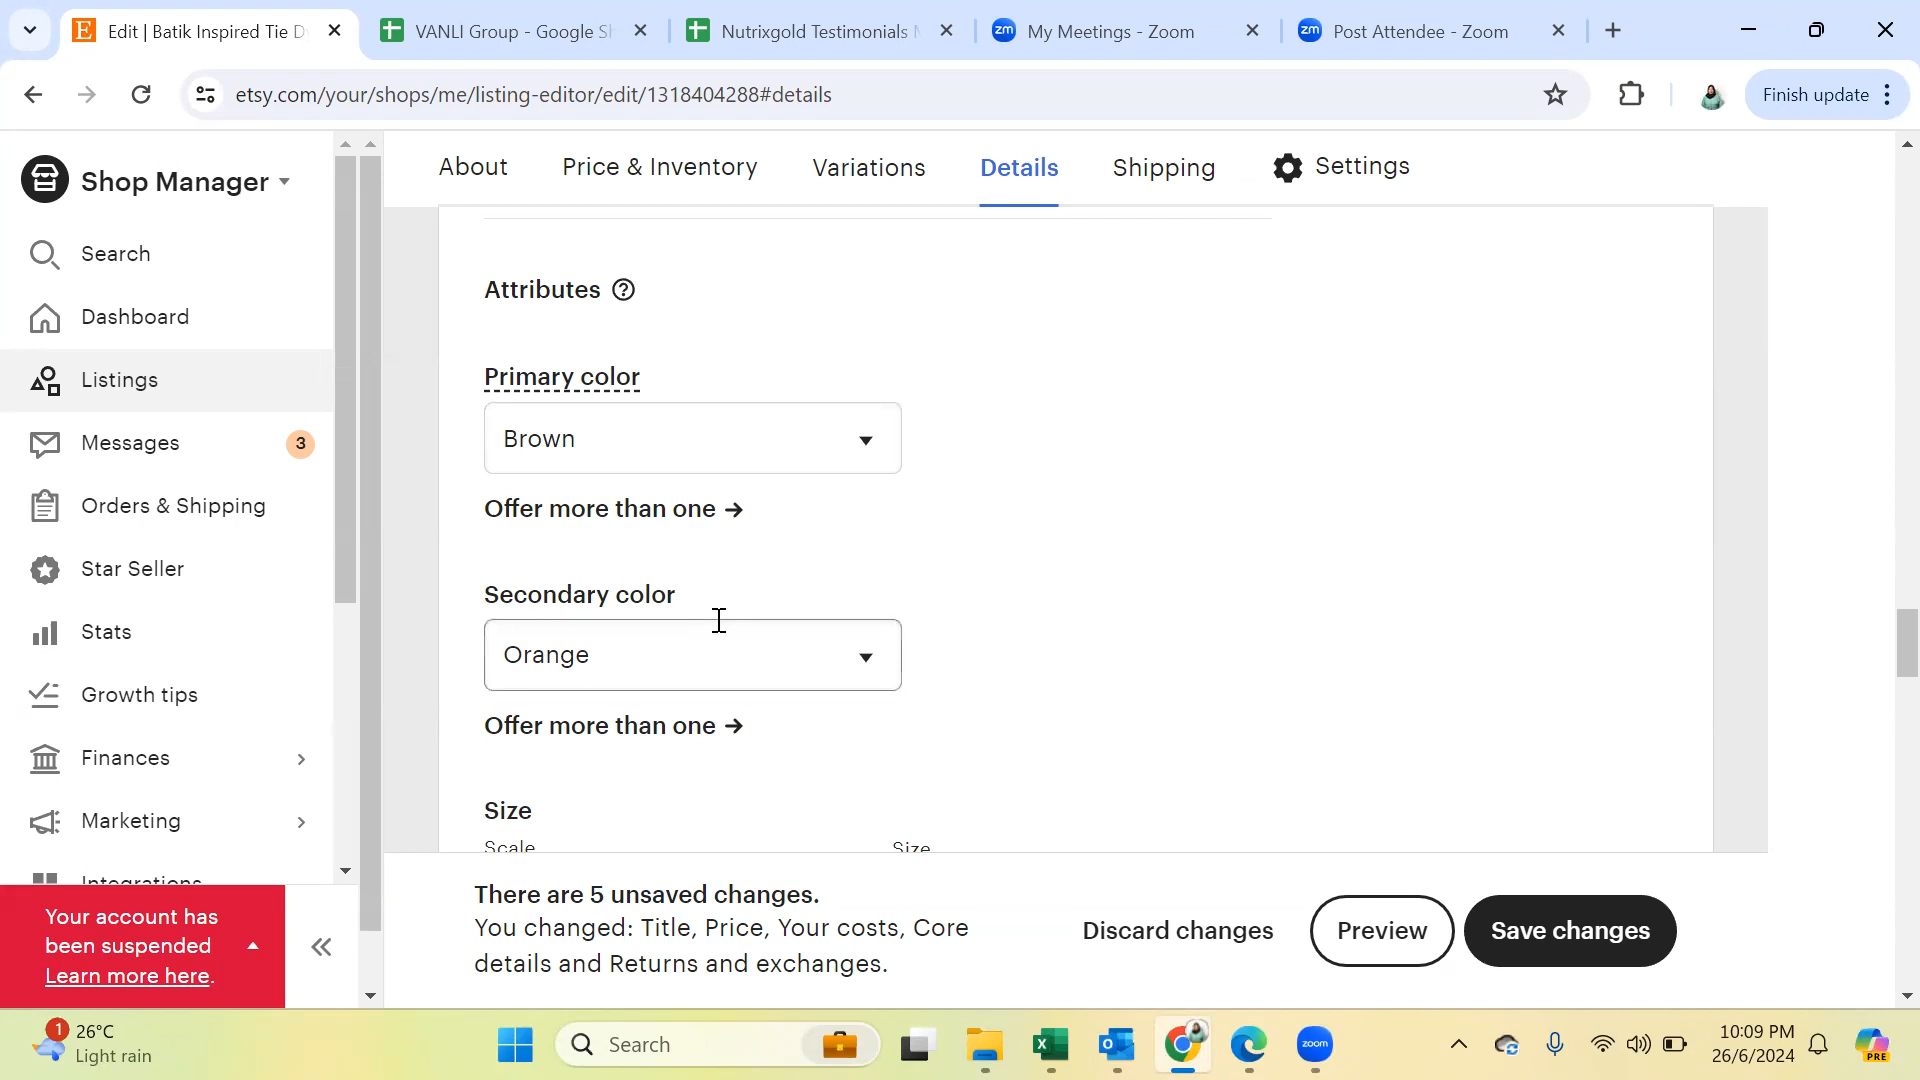 Edit | Batik Inspired Tie D
VANLI Group - Google Sh
Nutrixgold Testimonials
My Meetings - Zoom
Post Attendee - Zoom
etsy.com/your/shops/me/listing-editor/edit/1318404288#details
Finish update
Shop Manager
About
Price & Inventory
Variations
Details
Shipping
Settings
Search
Dashboard
Listings
Messages
3
Orders & Shipping
Star Seller
Stats
Growth tips
Finances
Marketing
Integrations
Your account has
been suspended
Learn more here.
Attributes
Primary color
Brown
Offer more than one →
Secondary color
Orange
Offer more than one →
Size
Scale
Size
There are 5 unsaved changes.
You changed: Title, Price, Your costs, Core
details and Returns and exchanges.
Discard changes
Preview
Save changes
1
26°C
Light rain
Search
zoom
10:09 PM
26/6/2024
PRE